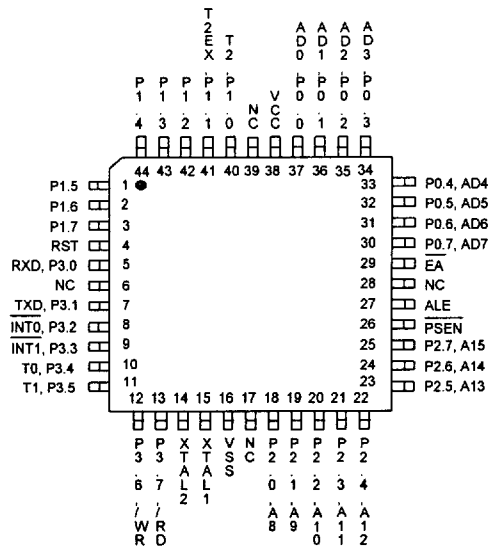 T2EX, P1.1
T2, P1.0
AD0, P0.0
AD1, P0.1
AD2, P0.2
AD3, P0.3
P1.4
P1.3
P1.2
NC
VCC
44 43 42 41 40 39 38 37 36 35 34
P1.5 1
P1.6 2
P1.7 3
RST 4
RXD, P3.0 5
NC 6
TXD, P3.1 7
INT0, P3.2 8
INT1, P3.3 9
T0, P3.4 10
T1, P3.5 11
33 P0.4, AD4
32 P0.5, AD5
31 P0.6, AD6
30 P0.7, AD7
29 EA
28 NC
27 ALE
26 PSEN
25 P2.7, A15
24 P2.6, A14
23 P2.5, A13
12 13 14 15 16 17 18 19 20 21 22
P3.6,/WR
P3.7,/RD
XTAL2
XTAL1
VSS
NC
P2.0,A8
P2.1,A9
P2.2,A10
P2.3,A11
P2.4,A12